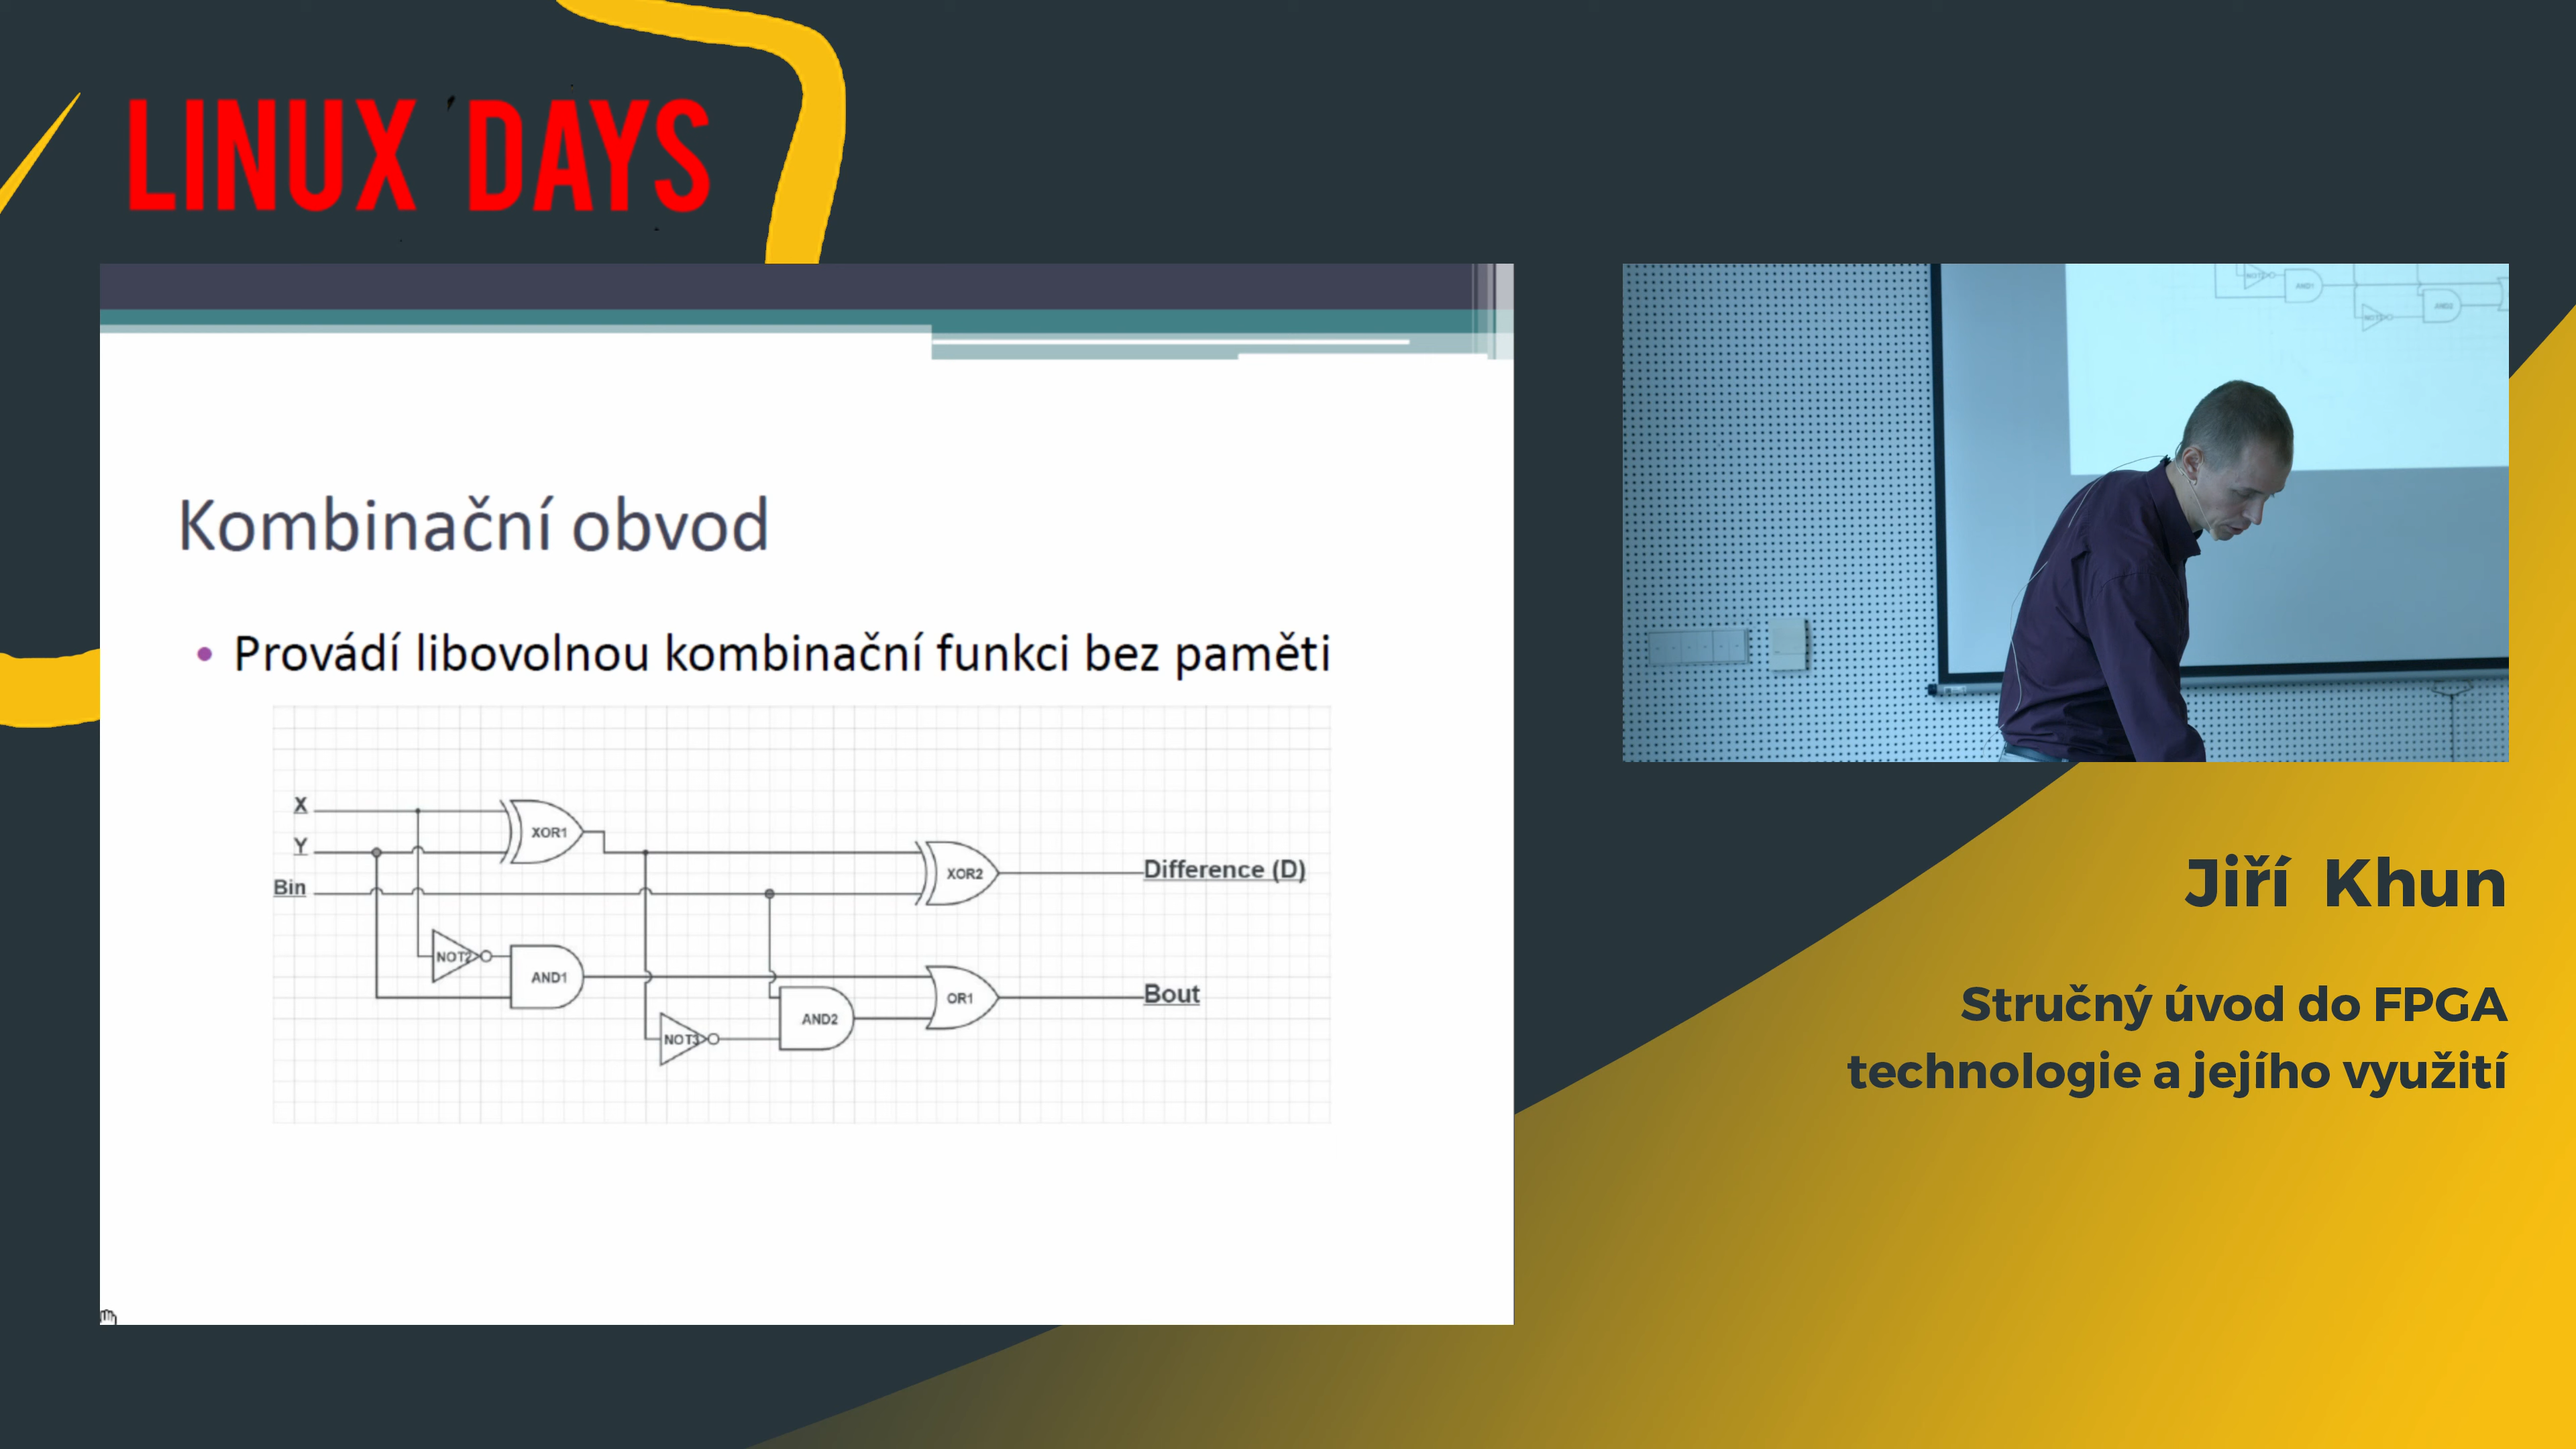 LINUX DAYS
Kombinační obvod
• Provádí libovolnou kombinační funkci bez paměti
X
Y
Bin
XOR1
XOR2
Difference (D)
NOT2
AND1
NOT3
AND2
OR1
Bout
AND1
Jiří Khun
Stručný úvod do FPGA
technologie a jejího využití